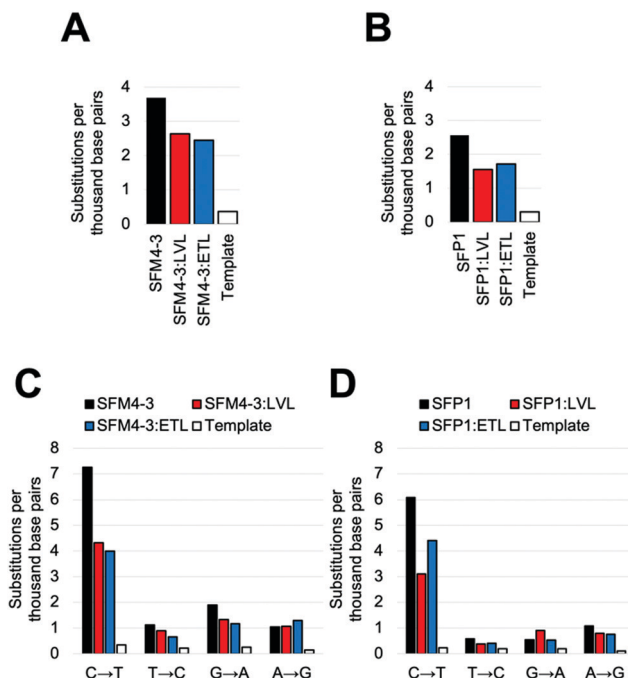 A
Substitutions per
thousand base pairs
4
3
2
1
0
SFM4-3
SFM4-3:LVL
SFM4-3:ETL
Template
B
Substitutions per
thousand base pairs
4
3
2
1
0
SFP1
SFP1:LVL
SFP1:ETL
Template
C
SFM4-3 SFM4-3:LVL
SFM4-3:ETL Template
Substitutions per
thousand base pairs
8
7
6
5
4
3
2
1
0
C→T T→C G→A A→G
D
SFP1 SFP1:LVL
SFP1:ETL Template
Substitutions per
thousand base pairs
8
7
6
5
4
3
2
1
0
C→T T→C G→A A→G